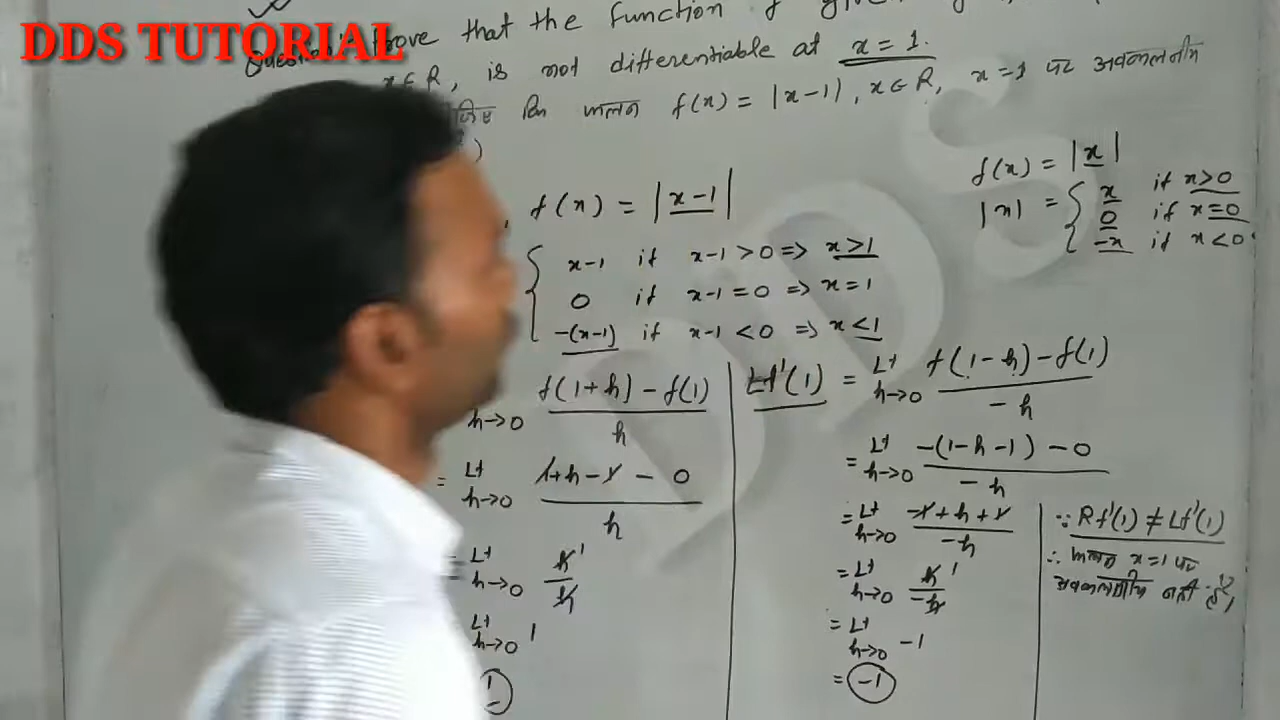 DDS TUTORIAL
Question:- Prove that the function f given
x ∈ R, is not differentiable at x = 1.
कि फलन f(x) = |x-1|, x ∈ R, x = 1 पर अवकलनीय
)
, f(x) = |x-1|
{ x-1 if x-1 > 0 => x > 1
0 if x-1 = 0 => x = 1
-(x-1) if x-1 < 0 => x < 1
f(x) = |x|
|x| = { x if x > 0
0 if x = 0
-x if x < 0
h→0 f(1+h) - f(1) / h
= Lt h→0 1+h-1 - 0 / h
= Lt h→0 h / h 1
Lt h→0 1
1
Lf'(1) = Lt h→0 f(1-h) - f(1) / -h
= Lt h→0 -(1-h-1) - 0 / -h
= Lt h→0 -1+h+1 / -h
= Lt h→0 h 1 / -h
= Lt h→0 -1
= -1
∵ Rf'(1) ≠ Lf'(1)
∴ फलन x = 1 पर
अवकलनीय नहीं है।